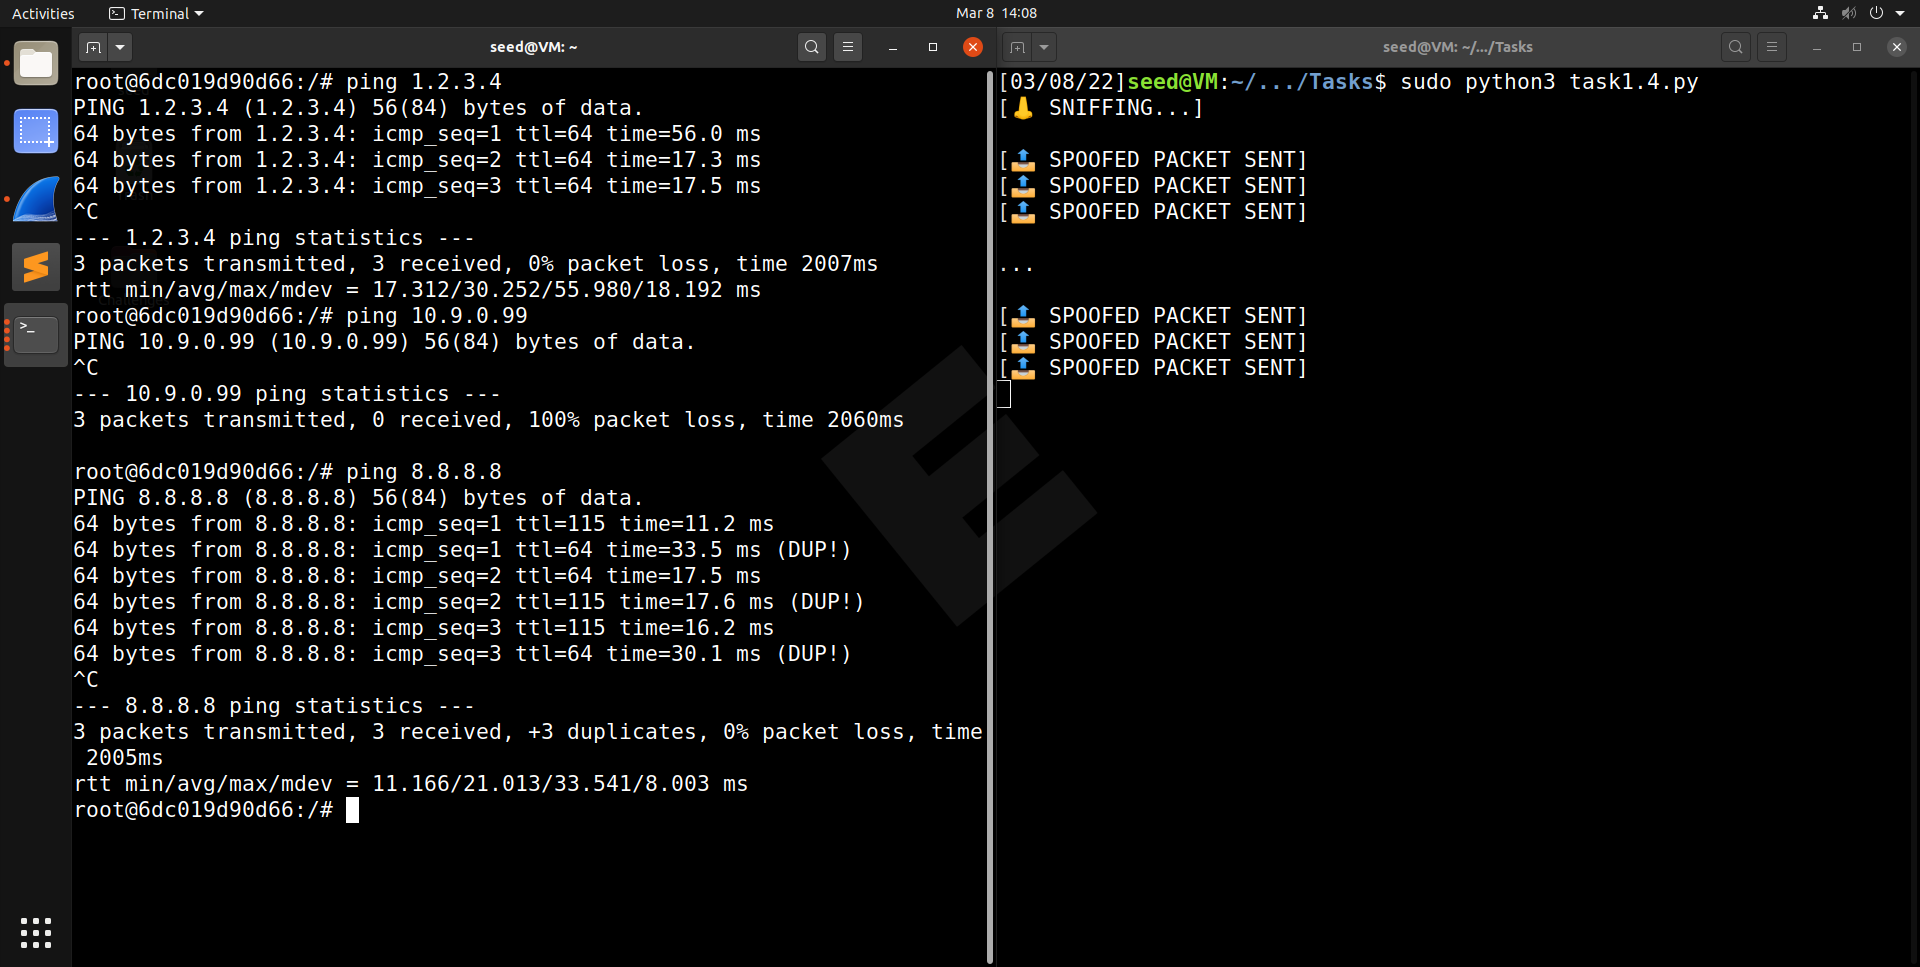 Activities
Terminal
Mar 8 14:08
seed@VM: ~
root@6dc019d90d66:/# ping 1.2.3.4
PING 1.2.3.4 (1.2.3.4) 56(84) bytes of data.
64 bytes from 1.2.3.4: icmp_seq=1 ttl=64 time=56.0 ms
64 bytes from 1.2.3.4: icmp_seq=2 ttl=64 time=17.3 ms
64 bytes from 1.2.3.4: icmp_seq=3 ttl=64 time=17.5 ms
^C
--- 1.2.3.4 ping statistics ---
3 packets transmitted, 3 received, 0% packet loss, time 2007ms
rtt min/avg/max/mdev = 17.312/30.252/55.980/18.192 ms
root@6dc019d90d66:/# ping 10.9.0.99
PING 10.9.0.99 (10.9.0.99) 56(84) bytes of data.
^C
--- 10.9.0.99 ping statistics ---
3 packets transmitted, 0 received, 100% packet loss, time 2060ms
root@6dc019d90d66:/# ping 8.8.8.8
PING 8.8.8.8 (8.8.8.8) 56(84) bytes of data.
64 bytes from 8.8.8.8: icmp_seq=1 ttl=115 time=11.2 ms
64 bytes from 8.8.8.8: icmp_seq=1 ttl=64 time=33.5 ms (DUP!)
64 bytes from 8.8.8.8: icmp_seq=2 ttl=64 time=17.5 ms
64 bytes from 8.8.8.8: icmp_seq=2 ttl=115 time=17.6 ms (DUP!)
64 bytes from 8.8.8.8: icmp_seq=3 ttl=115 time=16.2 ms
64 bytes from 8.8.8.8: icmp_seq=3 ttl=64 time=30.1 ms (DUP!)
^C
--- 8.8.8.8 ping statistics ---
3 packets transmitted, 3 received, +3 duplicates, 0% packet loss, time
2005ms
rtt min/avg/max/mdev = 11.166/21.013/33.541/8.003 ms
root@6dc019d90d66:/#
seed@VM: ~/.../Tasks
[03/08/22]seed@VM:~/.../Tasks$ sudo python3 task1.4.py
[👃 SNIFFING...]
[📤 SPOOFED PACKET SENT]
[📤 SPOOFED PACKET SENT]
[📤 SPOOFED PACKET SENT]
...
[📤 SPOOFED PACKET SENT]
[📤 SPOOFED PACKET SENT]
[📤 SPOOFED PACKET SENT]